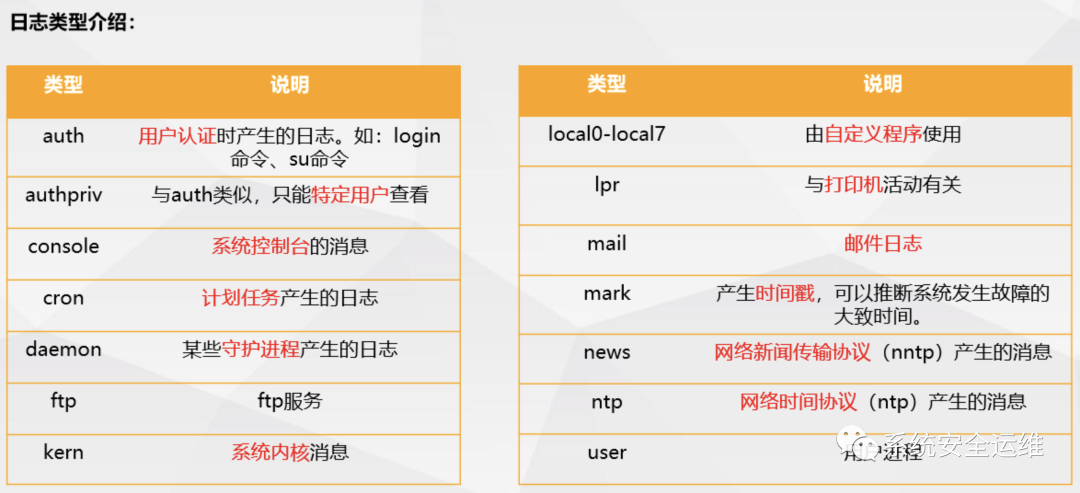 日志类型介绍：
类型 说明
auth 用户认证时产生的日志。如：login
命令、su命令
authpriv 与auth类似，只能特定用户查看
console 系统控制台的消息
cron 计划任务产生的日志
daemon 某些守护进程产生的日志
ftp ftp服务
kern 系统内核消息
类型 说明
local0-local7 由自定义程序使用
lpr 与打印机活动有关
mail 邮件日志
mark 产生时间戳，可以推断系统发生故障的
大致时间。
news 网络新闻传输协议（nntp）产生的消息
ntp 网络时间协议（ntp）产生的消息
user 用户进程
系统安全运维